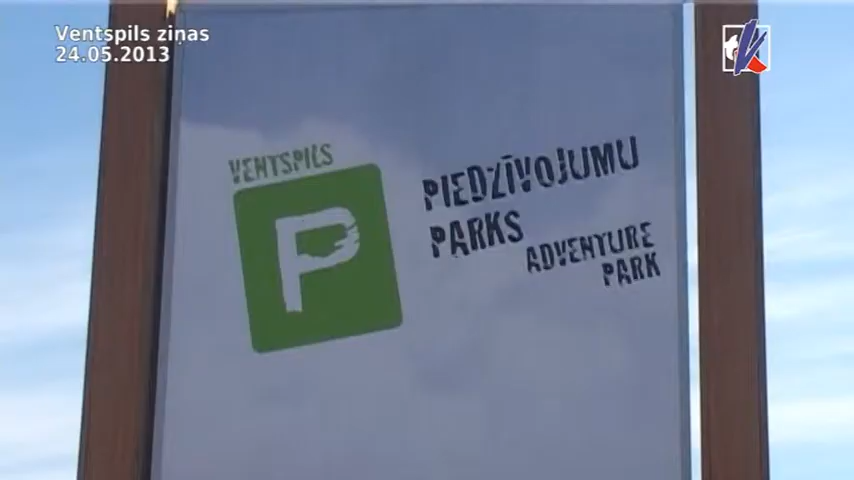 Ventspils ziņas
24.05.2013
VENTSPILS
P
PIEDZĪVOJUMU
PARKS
ADVENTURE
PARK